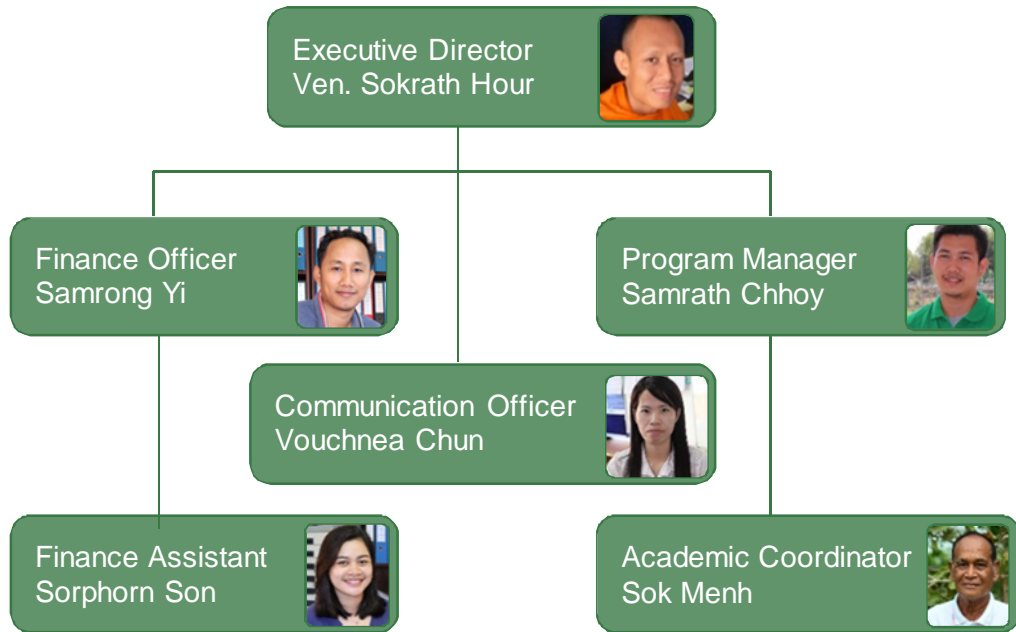 Executive Director
Ven. Sokrath Hour
Finance Officer
Samrong Yi
Program Manager
Samrath Chhoy
Communication Officer
Vouchnea Chun
Finance Assistant
Sorphorn Son
Academic Coordinator
Sok Menh